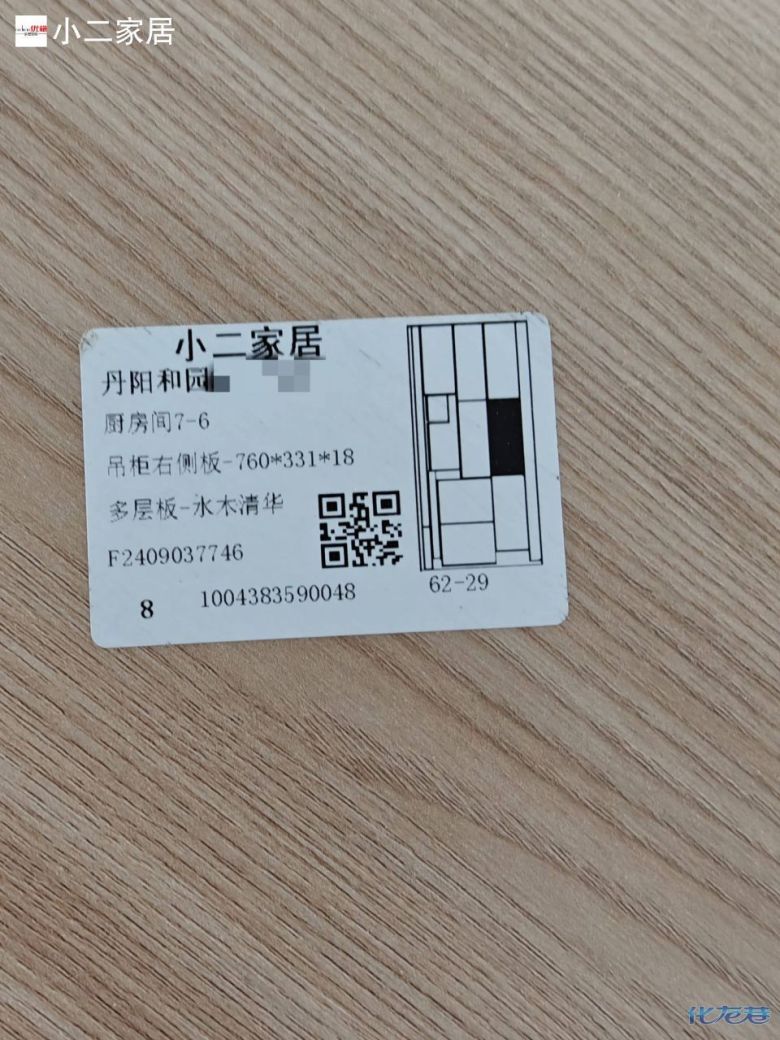 小二家居
小二家居
丹阳和园
厨房间7-6
吊柜右侧板-760*331*18
多层板-水木清华
F2409037746
8 1004383590048
62-29
化龙巷